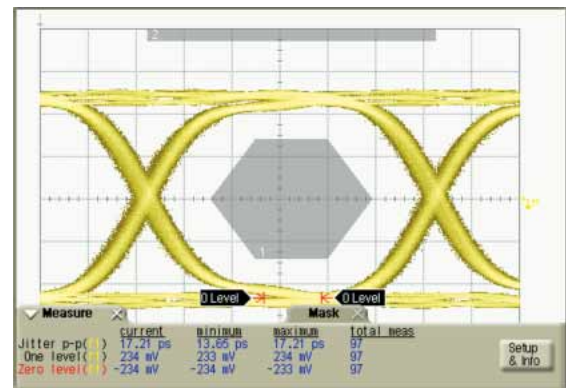 2
1
0 Level 0 Level
Measure Mask
current minimum maximum total meas
Jitter p-p( ) 17.21 ps 13.65 ps 17.21 ps 97
One level( ) 234 mV 233 mV 234 mV 97
Zero level( ) -234 mV -234 mV -233 mV 97
Setup
& Info